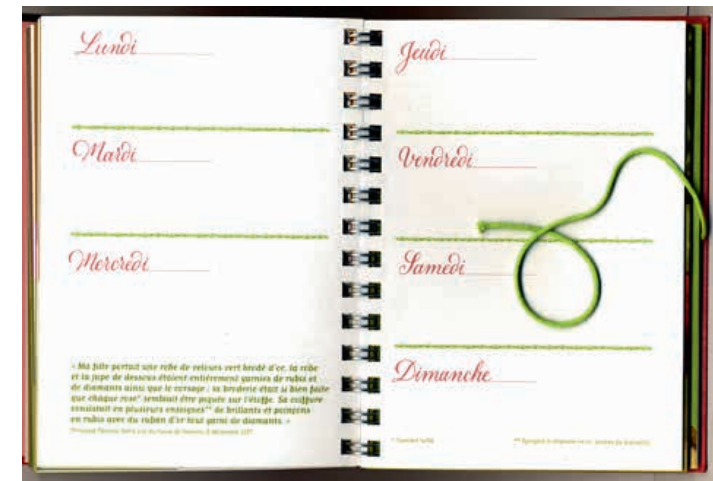 Lundi
Mardi
Mercredi
« Ma fille portait une robe de velours vert brodé d'or, la robe
et la jupe de dessous étaient entièrement garnies de rubis et
de diamants ainsi que le corsage ; sa broderie était si bien faite
que chaque rose* semblait être piquée sur l'étoffe. Sa coiffure
consistait en plusieurs enseignes** de brillants et poinçons
en rubis avec du ruban d'or tout garni de diamants. »
Jeudi
Vendredi
Samedi
Dimanche